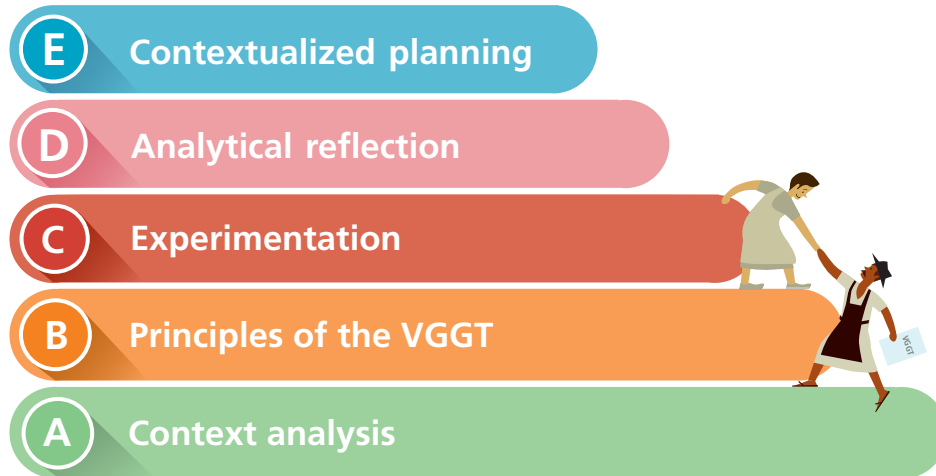 E Contextualized planning
D Analytical reflection
C Experimentation
B Principles of the VGGT
VGGT
A Context analysis